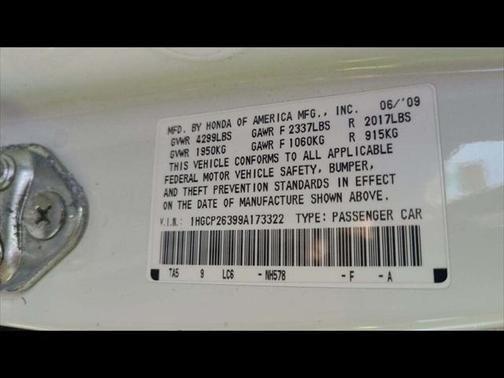 MFD. BY HONDA OF AMERICA MFG., INC. 06/'09
GVWR 4299LBS GAWR F 2337LBS R 2017LBS
GVWR 1950KG GAWR F 1060KG R 915KG
THIS VEHICLE CONFORMS TO ALL APPLICABLE
FEDERAL MOTOR VEHICLE SAFETY, BUMPER,
AND THEFT PREVENTION STANDARDS IN EFFECT
ON THE DATE OF MANUFACTURE SHOWN ABOVE.
V.I.N.: 1HGCP26399A173322 TYPE: PASSENGER CAR
TA5 9 LC6 -NH578 -F -A